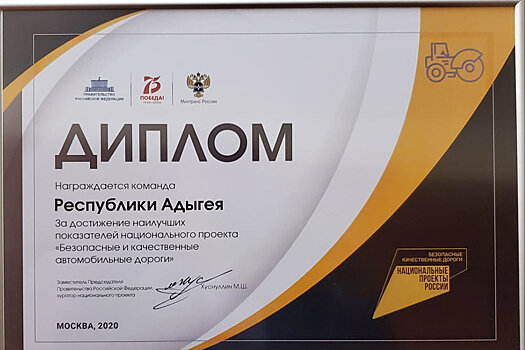 ПРАВИТЕЛЬСТВО
РОССИЙСКОЙ ФЕДЕРАЦИИ
75
ПОБЕДА!
1945-2020
Минтранс России
ДИПЛОМ
Награждается команда
Республики Адыгея
За достижение наилучших
показателей национального проекта
«Безопасные и качественные
автомобильные дороги»
Заместитель Председателя
Правительства Российской Федерации,
куратор национального проекта
Хуснуллин М.Ш.
МОСКВА, 2020
БЕЗОПАСНЫЕ
КАЧЕСТВЕННЫЕ ДОРОГИ
НАЦИОНАЛЬНЫЕ
ПРОЕКТЫ
РОССИИ